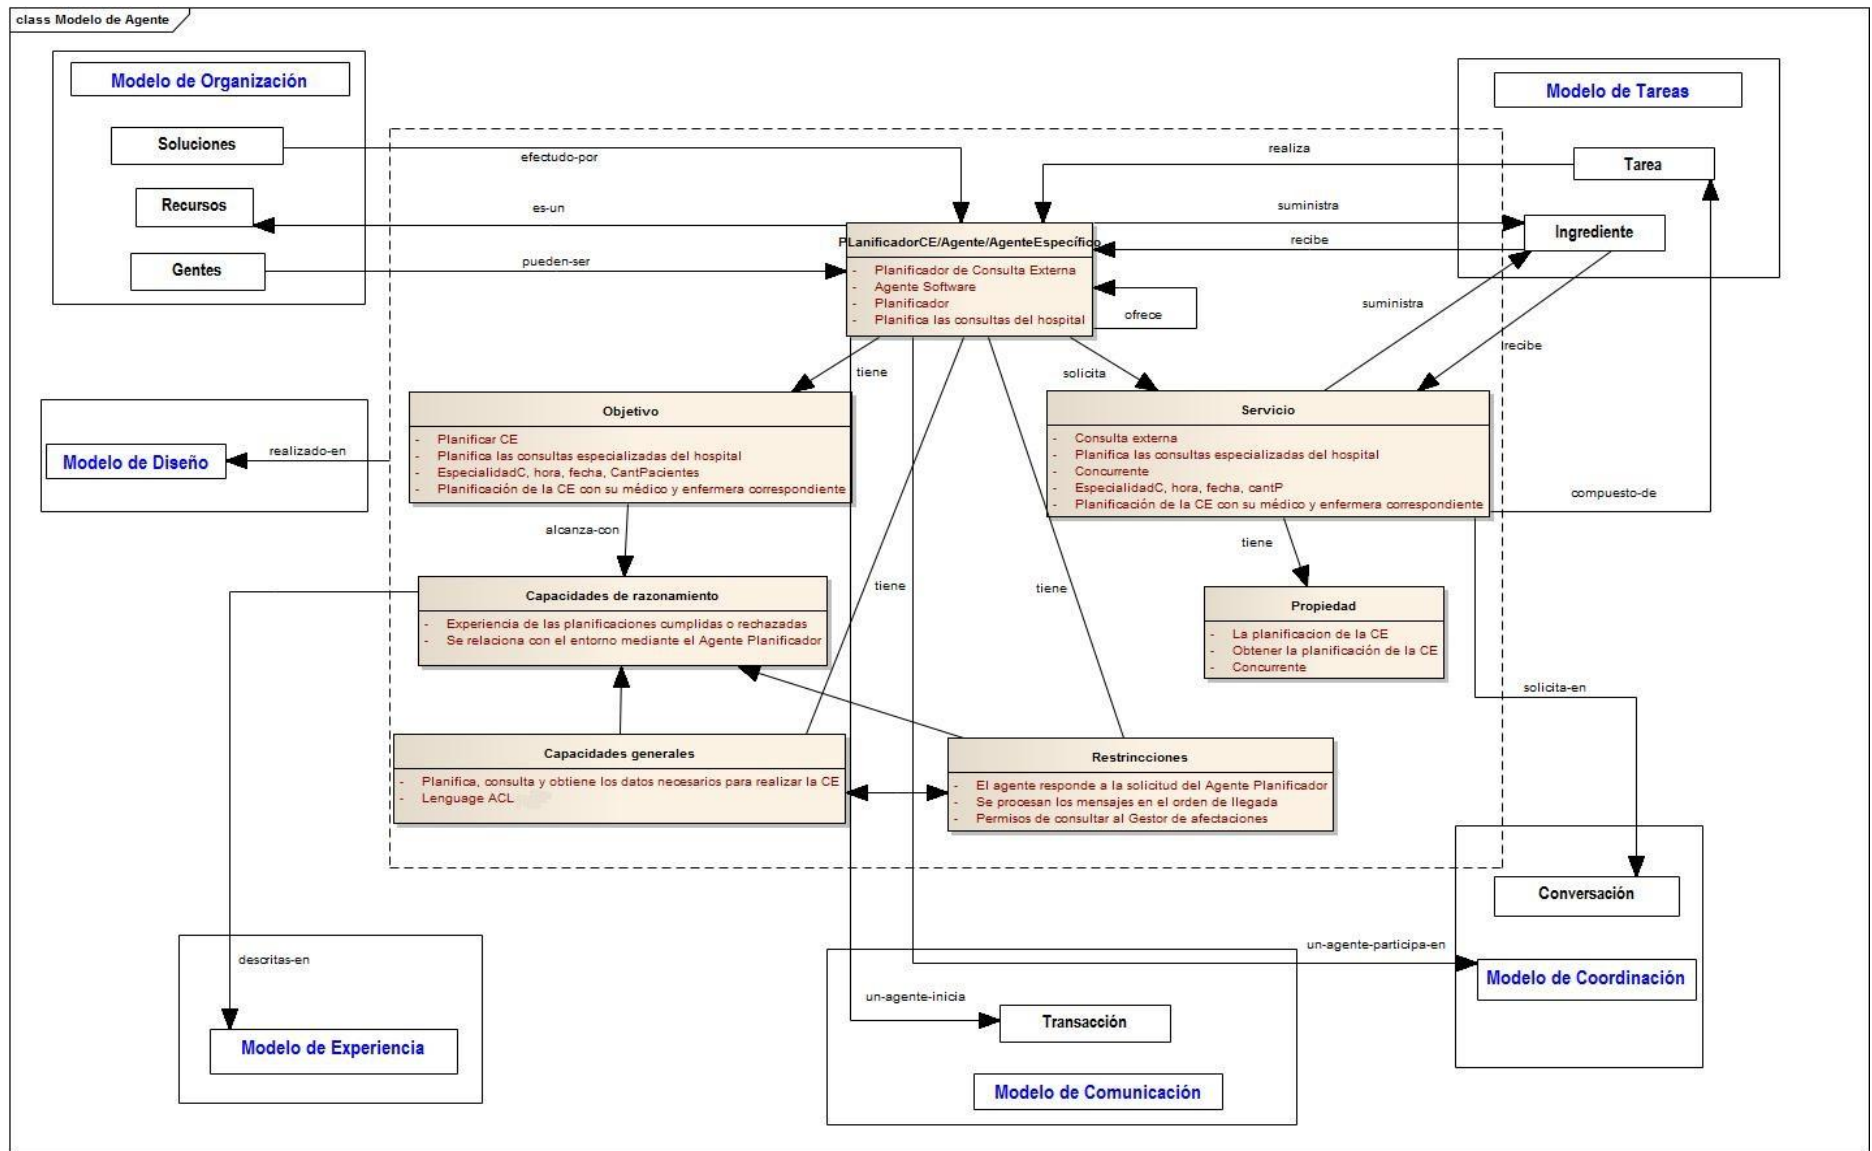 class Modelo de Agente
Modelo de Organización
Soluciones
Recursos
Gentes
efectudo-por
es-un
pueden-ser
Modelo de Tareas
Tarea
Ingrediente
realiza
suministra
recibe
PLanificadorCE/Agente/AgenteEspecífico
- Planificador de Consulta Externa
- Agente Software
- Planificador
- Planifica las consultas del hospital
ofrece
suministra
recibe
tiene
solicita
Objetivo
- Planificar CE
- Planifica las consultas especializadas del hospital
- EspecialidadC, hora, fecha, CantPacientes
- Planificación de la CE con su médico y enfermera correspondiente
Servicio
- Consulta externa
- Planifica las consultas especializadas del hospital
- Concurrente
- EspecialidadC, hora, fecha, cantP
- Planificación de la CE con su médico y enfermera correspondiente
Modelo de Diseño
realizado-en
compuesto-de
alcanza-con
tiene
tiene
tiene
Capacidades de razonamiento
- Experiencia de las planificaciones cumplidas o rechazadas
- Se relaciona con el entorno mediante el Agente Planificador
Propiedad
- La planificacion de la CE
- Obtener la planificación de la CE
- Concurrente
solicita-en
Capacidades generales
- Planifica, consulta y obtiene los datos necesarios para realizar la CE
- Lenguage ACL
Restrincciones
- El agente responde a la solicitud del Agente Planificador
- Se procesan los mensajes en el orden de llegada
- Permisos de consultar al Gestor de afectaciones
Conversación
un-agente-participa-en
Modelo de Coordinación
descritas-en
Modelo de Experiencia
un-agente-inicia
Transacción
Modelo de Comunicación